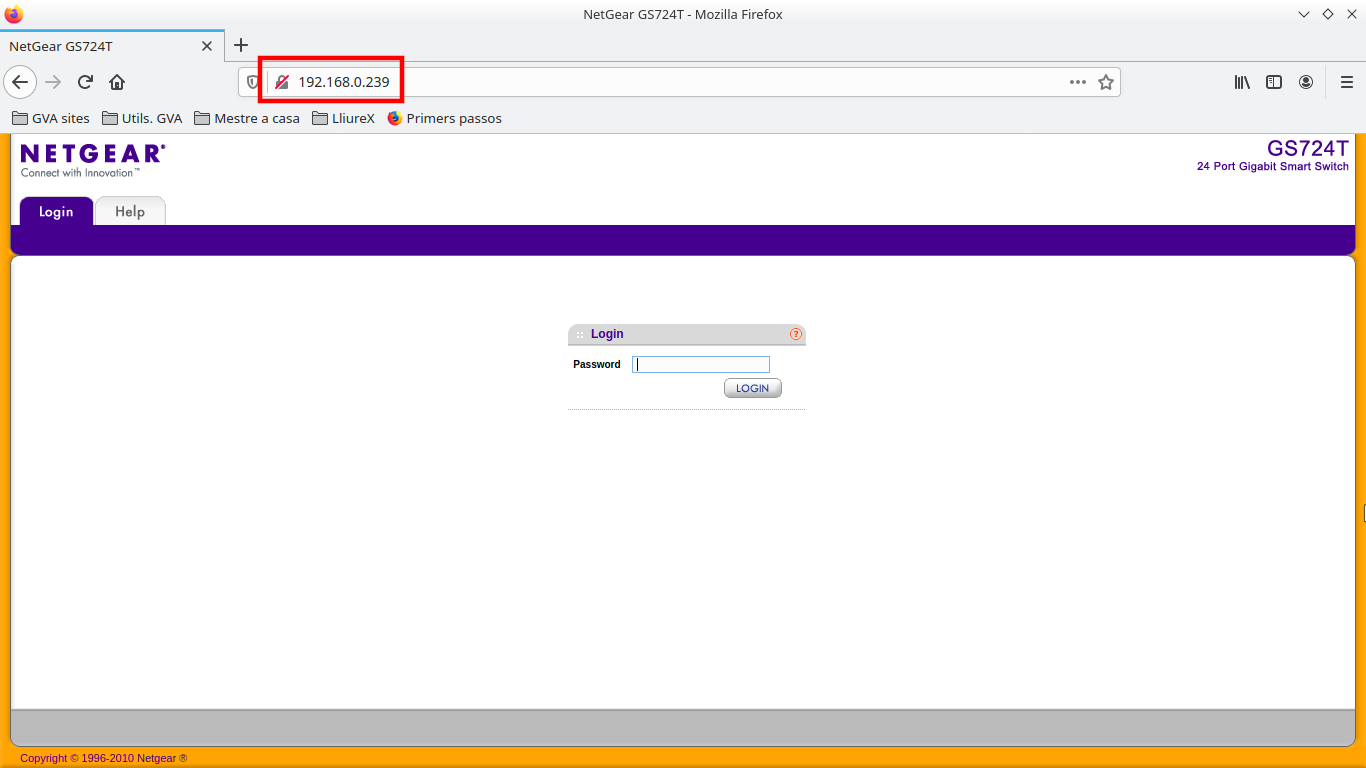 NetGear GS724T - Mozilla Firefox
NetGear GS724T
192.168.0.239
GVA sites Utils. GVA Mestre a casa LliureX Primers passos
NETGEAR®
Connect with Innovation™
GS724T
24 Port Gigabit Smart Switch
Login Help
Login ?
Password
LOGIN
Copyright © 1996-2010 Netgear ®